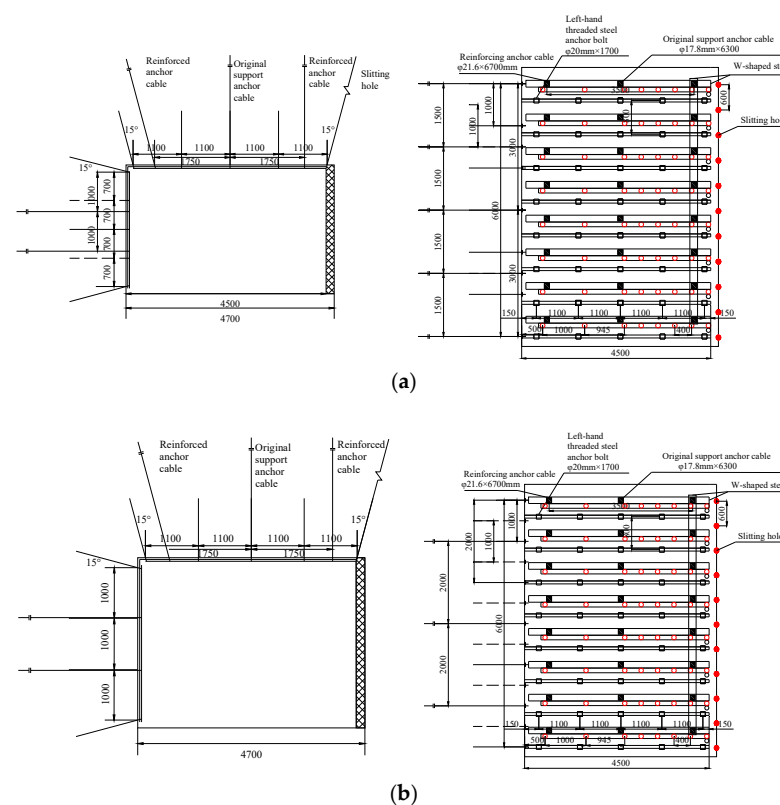 Reinforced
anchor
cable
Original
support
anchor
cable
Reinforced
anchor
cable
Slitting
hole
15°
1100
1100
1100
1100
15°
1750
1750
15°
1000
1000
700
700
700
700
4500
4700
Left-hand
threaded steel
anchor bolt
φ20mm×1700
Original support anchor cable
φ17.8mm×6300
Reinforcing anchor cable
φ21.6×6700mm
W-shaped ste
3500
600
Slitting hol
1000
1000
1500
1500
1500
1500
3000
3000
6000
150
1100
1100
1100
1100
150
500
1000
945
400
4500
(a)
Reinforced
anchor
cable
Original
support
anchor
cable
Reinforced
anchor
cable
15°
1100
1100
1100
1100
15°
1750
1750
15°
1000
1000
1000
4700
Left-hand
threaded steel
anchor bolt
φ20mm×1700
Original support anchor cable
φ17.8mm×6300
Reinforcing anchor cable
φ21.6×6700mm
W-shaped ste
3500
600
Slitting hole
1000
1000
2000
2000
2000
6000
150
1100
1100
1100
1100
150
500
1000
945
400
4500
(b)